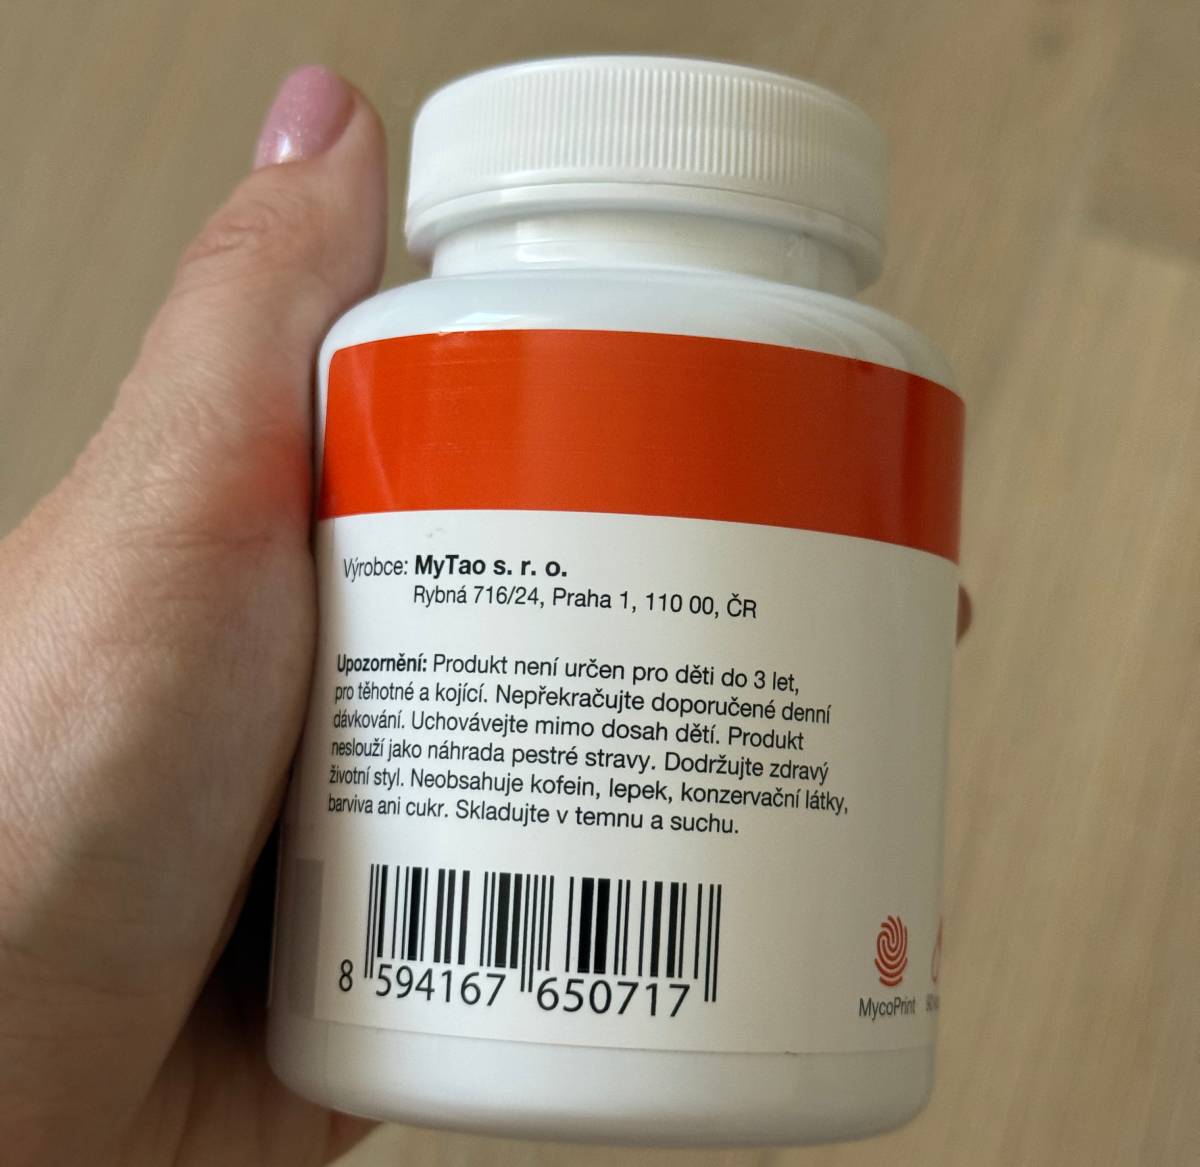 Výrobce: MyTao s. r. o.
Rybná 716/24, Praha 1, 110 00, ČR
Upozornění: Produkt není určen pro děti do 3 let,
pro těhotné a kojící. Nepřekračujte doporučené denní
dávkování. Uchovávejte mimo dosah dětí. Produkt
neslouží jako náhrada pestré stravy. Dodržujte zdravý
životní styl. Neobsahuje kofein, lepek, konzervační látky,
barviva ani cukr. Skladujte v temnu a suchu.
8 594167 650717
MycoPrint